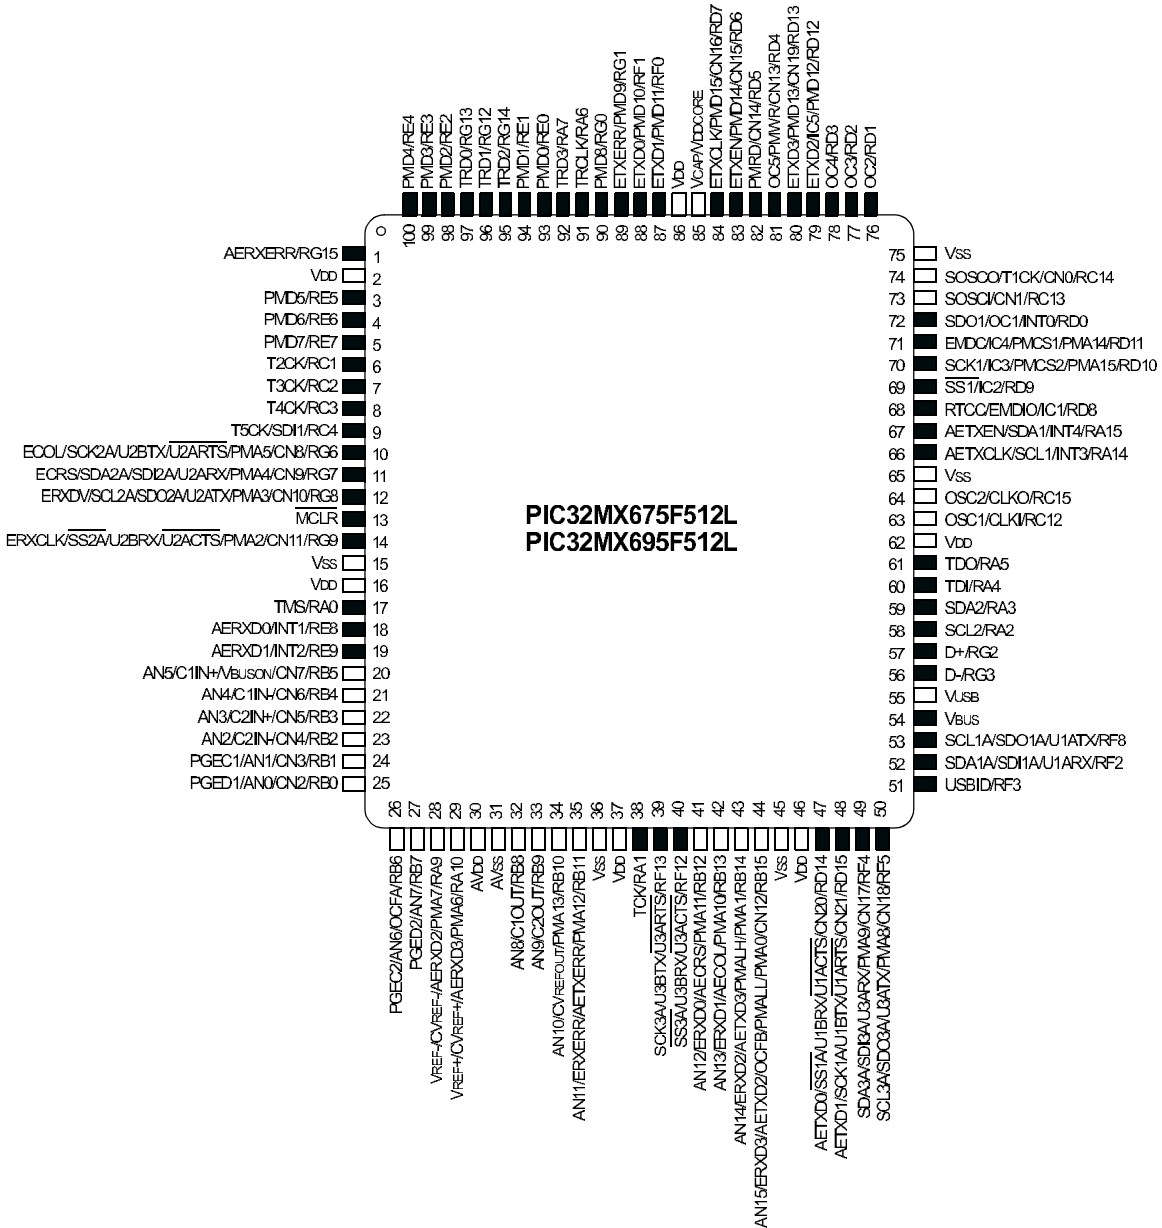 PMD4/RE4
PMD3/RE3
PMD2/RE2
TRD0/RG13
TRD1/RG12
TRD2/RG14
PMD1/RE1
PMD0/RE0
TRD3/RA7
TRCLK/RA6
PMD8/RG0
ETXERR/PMD9/RG1
ETXD0/PMD10/RF1
ETXD1/PMD11/RF0
VDD
VCAP/VDDCORE
ETXCLK/PMD15/CN16/RD7
ETXEN/PMD14/CN15/RD6
PMRD/CN14/RD5
OC5/PMWR/CN13/RD4
ETXD3/PMD13/CN19/RD13
ETXD2/IC5/PMD12/RD12
OC4/RD3
OC3/RD2
OC2/RD1
100 99 98 97 96 95 94 93 92 91 90 89 88 87 86 85 84 83 82 81 80 79 78 77 76
AERXERR/RG15 1
VDD 2
PMD5/RE5 3
PMD6/RE6 4
PMD7/RE7 5
T2CK/RC1 6
T3CK/RC2 7
T4CK/RC3 8
T5CK/SDI1/RC4 9
ECOL/SCK2A/U2BTX/U2ARTS/PMA5/CN8/RG6 10
ECRS/SDA2A/SDI2A/U2ARX/PMA4/CN9/RG7 11
ERXDV/SCL2A/SDO2A/U2ATX/PMA3/CN10/RG8 12
MCLR 13
ERXCLK/SS2A/U2BRX/U2ACTS/PMA2/CN11/RG9 14
VSS 15
VDD 16
TMS/RA0 17
AERXD0/INT1/RE8 18
AERXD1/INT2/RE9 19
AN5/C1IN+/VBUSON/CN7/RB5 20
AN4/C1IN-/CN6/RB4 21
AN3/C2IN+/CN5/RB3 22
AN2/C2IN-/CN4/RB2 23
PGEC1/AN1/CN3/RB1 24
PGED1/AN0/CN2/RB0 25
PIC32MX675F512L
PIC32MX695F512L
75 VSS
74 SOSCO/T1CK/CN0/RC14
73 SOSCI/CN1/RC13
72 SDO1/OC1/INT0/RD0
71 EMDC/IC4/PMCS1/PMA14/RD11
70 SCK1/IC3/PMCS2/PMA15/RD10
69 SS1/IC2/RD9
68 RTCC/EMDIO/IC1/RD8
67 AETXEN/SDA1/INT4/RA15
66 AETXCLK/SCL1/INT3/RA14
65 VSS
64 OSC2/CLKO/RC15
63 OSC1/CLKI/RC12
62 VDD
61 TDO/RA5
60 TDI/RA4
59 SDA2/RA3
58 SCL2/RA2
57 D+/RG2
56 D-/RG3
55 VUSB
54 VBUS
53 SCL1A/SDO1A/U1ATX/RF8
52 SDA1A/SDI1A/U1ARX/RF2
51 USBID/RF3
26 27 28 29 30 31 32 33 34 35 36 37 38 39 40 41 42 43 44 45 46 47 48 49 50
PGEC2/AN6/OCFA/RB6
PGED2/AN7/RB7
VREF-/CVREF-/AERXD2/PMA7/RA9
VREF+/CVREF+/AERXD3/PMA6/RA10
AVDD
AVSS
AN8/C1OUT/RB8
AN9/C2OUT/RB9
AN10/CVREFOUT/PMA13/RB10
AN11/ERXERR/AETXERR/PMA12/RB11
VSS
VDD
TCK/RA1
SCK3A/U3BTX/U3ARTS/RF13
SS3A/U3BRX/U3ACTS/RF12
AN12/ERXD0/AECRS/PMA11/RB12
AN13/ERXD1/AECOL/PMA10/RB13
AN14/ERXD2/AETXD3/PMALH/PMA1/RB14
AN15/ERXD3/AETXD2/OCFB/PMALL/PMA0/CN12/RB15
VSS
VDD
AETXD0/SS1A/U1BRX/U1ACTS/CN20/RD14
AETXD1/SCK1A/U1BTX/U1ARTS/CN21/RD15
SDA3A/SDI3A/U3ARX/PMA9/CN17/RF4
SCL3A/SDO3A/U3ATX/PMA8/CN18/RF5